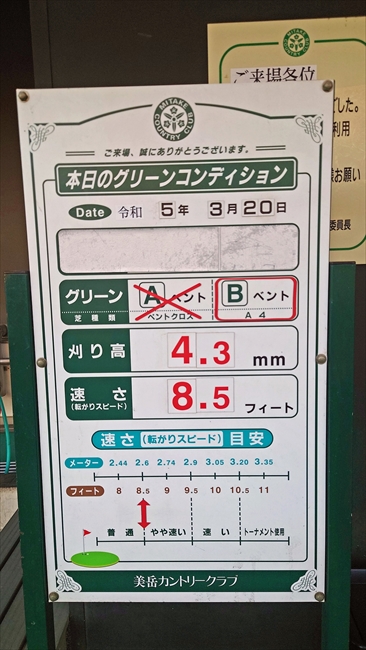 MITAKE
COUNTRY CLUB
ご来場、誠にありがとうございます。
本日のグリーンコンディション
Date 令和 5年 3月20日
グリーン A ベント B ベント
芝種類 ベントクロス A4
刈り高 4.3 mm
速さ 8.5 フィート
(転がりスピード)
速さ(転がりスピード)目安
メーター 2.44 2.6 2.74 2.9 3.05 3.20 3.35
フィート 8 8.5 9 9.5 10 10.5 11
普通 やや速い 速い トーナメント使用
美岳カントリークラブ
ご来場各位
した。
利用
お願い
委員長